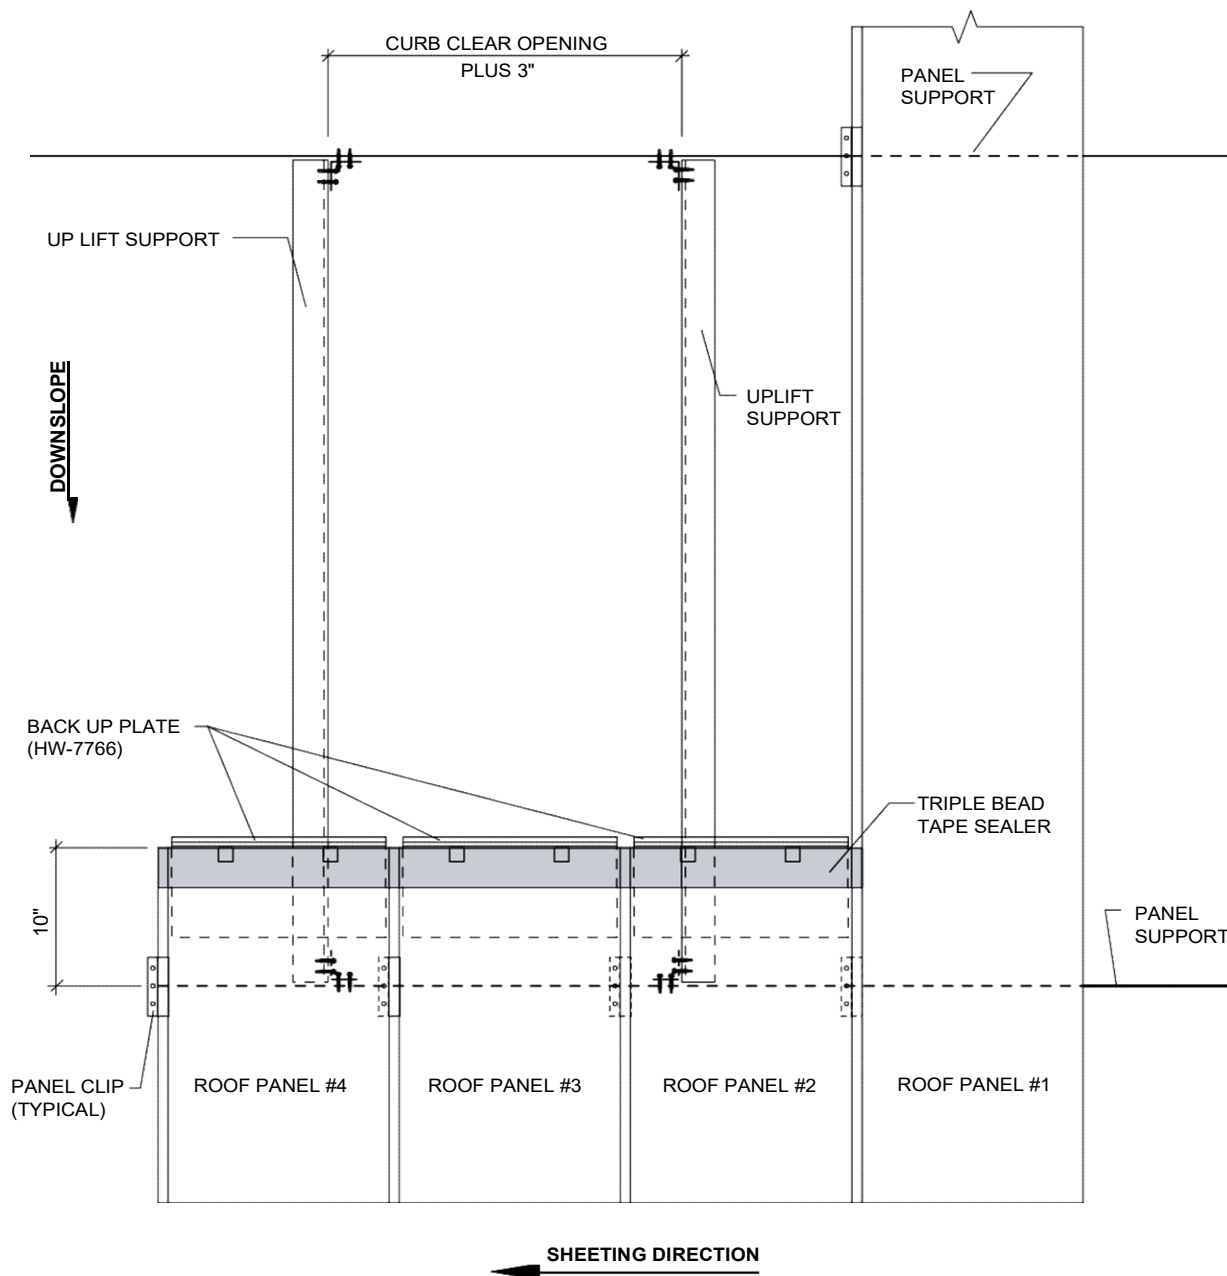 CURB CLEAR OPENING
PLUS 3"
PANEL
SUPPORT
UP LIFT SUPPORT
DOWNSLOPE
UPLIFT
SUPPORT
BACK UP PLATE
(HW-7766)
TRIPLE BEAD
TAPE SEALER
10"
PANEL
SUPPORT
PANEL CLIP
(TYPICAL)
ROOF PANEL #4
ROOF PANEL #3
ROOF PANEL #2
ROOF PANEL #1
SHEETING DIRECTION